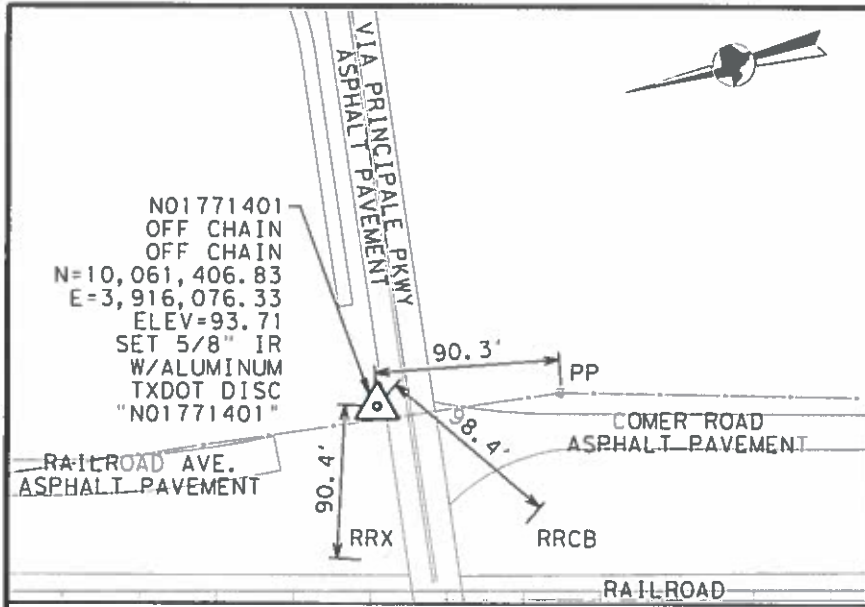 VIA PRINCIPALE PKWY
ASPHALT PAVEMENT
N01771401
OFF CHAIN
OFF CHAIN
N=10,061,406.83
E=3,916,076.33
ELEV=93.71
SET 5/8" IR
W/ALUMINUM
TXDOT DISC
"N01771401"
90.3'
PP
98.4'
COMER ROAD
ASPHALT PAVEMENT
RAILROAD AVE.
ASPHALT PAVEMENT
90.4'
RRX
RRCB
RAILROAD